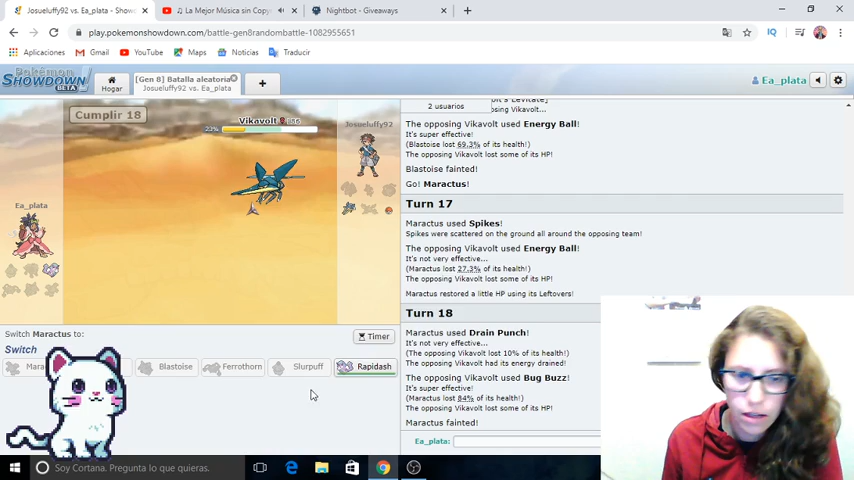 Josueluffy92 vs. Ea_plata - bat
La Mejor Música sin Copy
Nightbot - Giveaways
play.pokemonshowdown.com/battle-gen8randombattle-1082955651
Aplicaciones
Gmail
YouTube
Maps
Noticias
Traducir
Pokémon
Showdown
BETA
Hogar
[Gen 8] Batalla aleatoria
Josueluffy92 vs. Ea_plata
Ea_plata
Cumplir 18
Vikavolt
23%
Josueluffy92
Ea_plata
2 usuarios
The opposing Vikavolt used Energy Ball!
It's super effective!
(Blastoise lost 69.3% of its health!)
The opposing Vikavolt lost some of its HP!
Blastoise fainted!
Go! Maractus!
Turn 17
Maractus used Spikes!
Spikes were scattered on the ground all around the opposing team!
The opposing Vikavolt used Energy Ball!
It's not very effective...
(Maractus lost 27.3% of its health!)
The opposing Vikavolt lost some of its HP!
Maractus restored a little HP using its Leftovers!
Turn 18
Maractus used Drain Punch!
It's not very effective...
(The opposing Vikavolt lost 10% of its health!)
The opposing Vikavolt had its energy drained!
The opposing Vikavolt used Bug Buzz!
It's super effective!
(Maractus lost 84% of its health!)
The opposing Vikavolt lost some of its HP!
Maractus fainted!
Ea_plata:
Switch Maractus to:
Timer
Switch
Mara
Blastoise
Ferrothorn
Slurpuff
Rapidash
Soy Cortana. Pregunta lo que quieras.